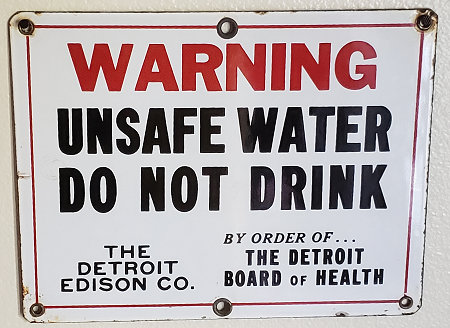 WARNING
UNSAFE WATER
DO NOT DRINK
THE
DETROIT
EDISON CO.
BY ORDER OF...
THE DETROIT
BOARD OF HEALTH